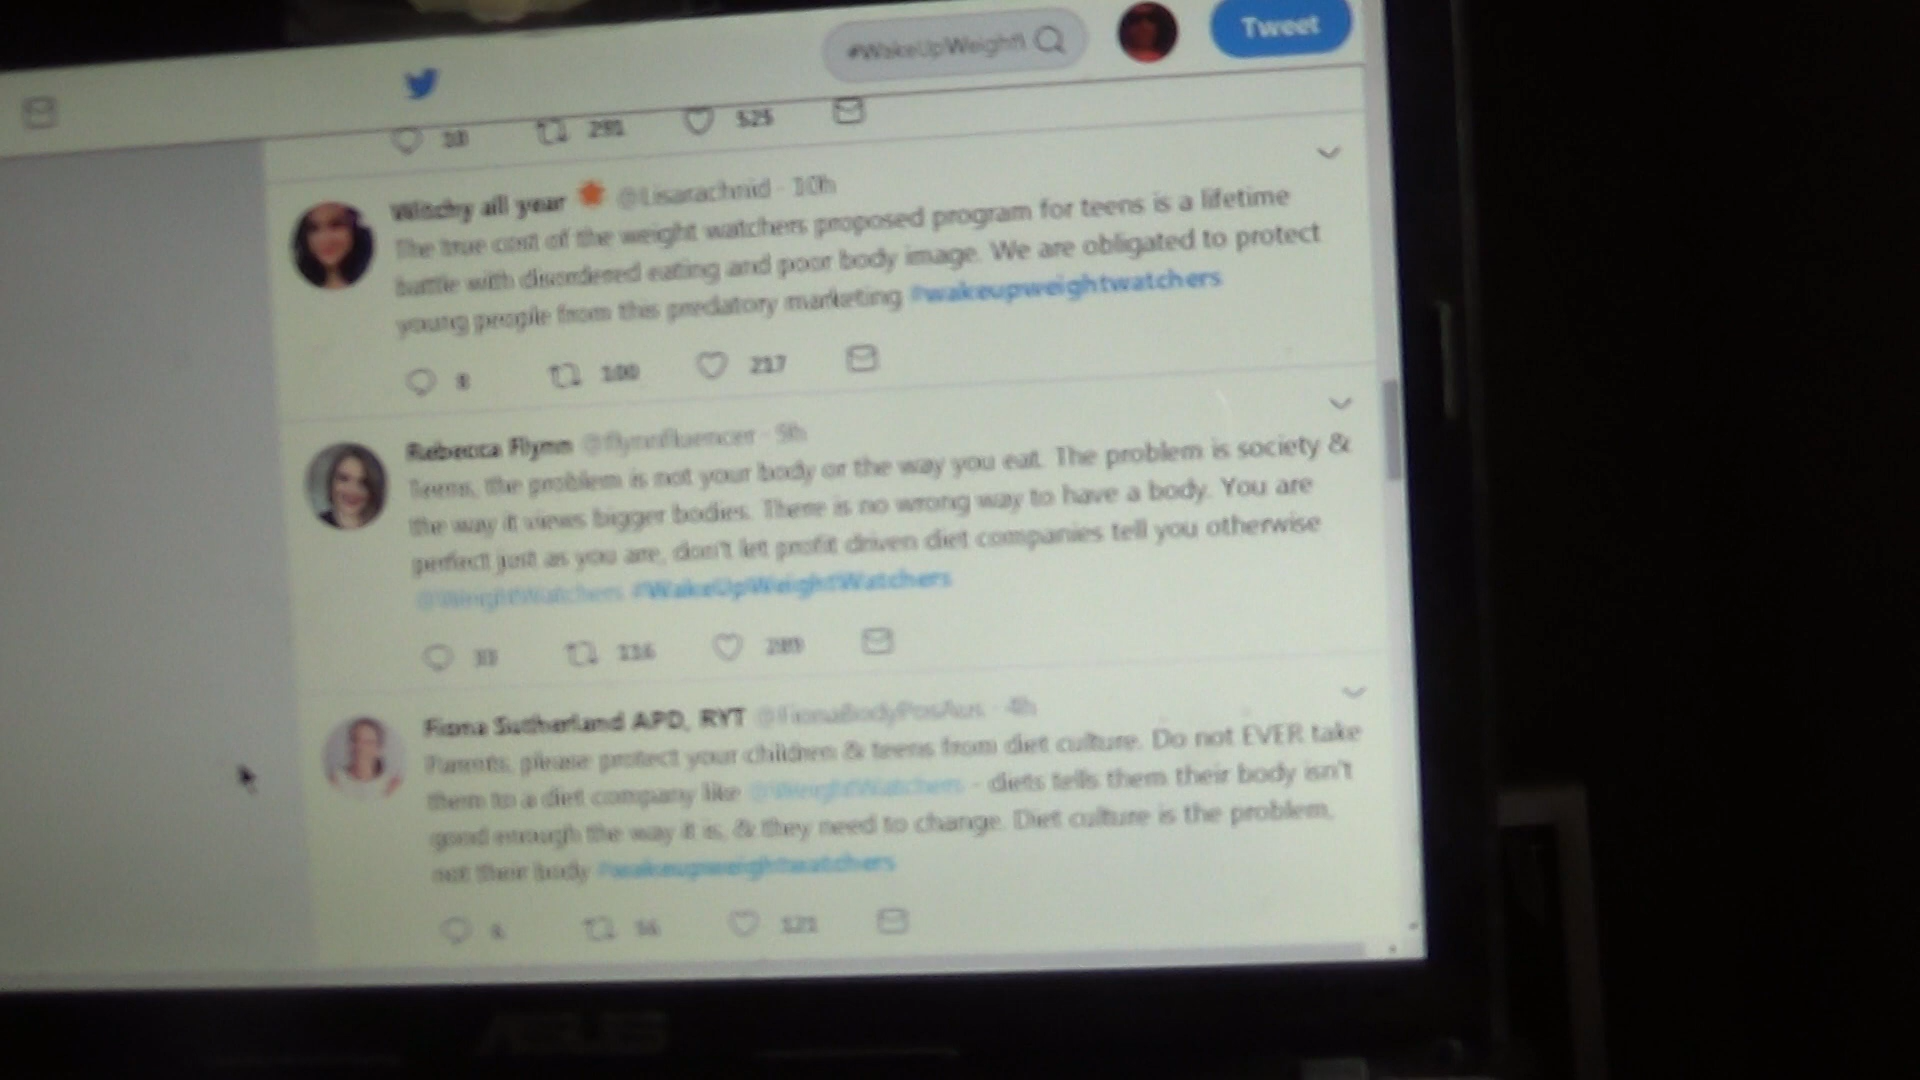 #WakeUpWeight
Tweet
291 525
Witchy all year @Lisarachnid · 10h
The true cost of the weight watchers proposed program for teens is a lifetime
battle with disordered eating and poor body image. We are obligated to protect
young people from this predatory marketing #wakeupweightwatchers
8 100 217
Rebecca Flynn @flynnfluencer · 9h
Teens, the problem is not your body or the way you eat. The problem is society &
the way it views bigger bodies. There is no wrong way to have a body. You are
perfect just as you are, don't let profit driven diet companies tell you otherwise
@WeightWatchers #WakeUpWeightWatchers
116
Fiona Sutherland APD, RYT @FionaBodyPosAus · 4h
Parents, please protect your children & teens from diet culture. Do not EVER take
them to a diet company like @WeightWatchers - diets tells them their body isn't
good enough the way it is, & they need to change. Diet culture is the problem,
not their body #wakeupweightwatchers
121
ASUS